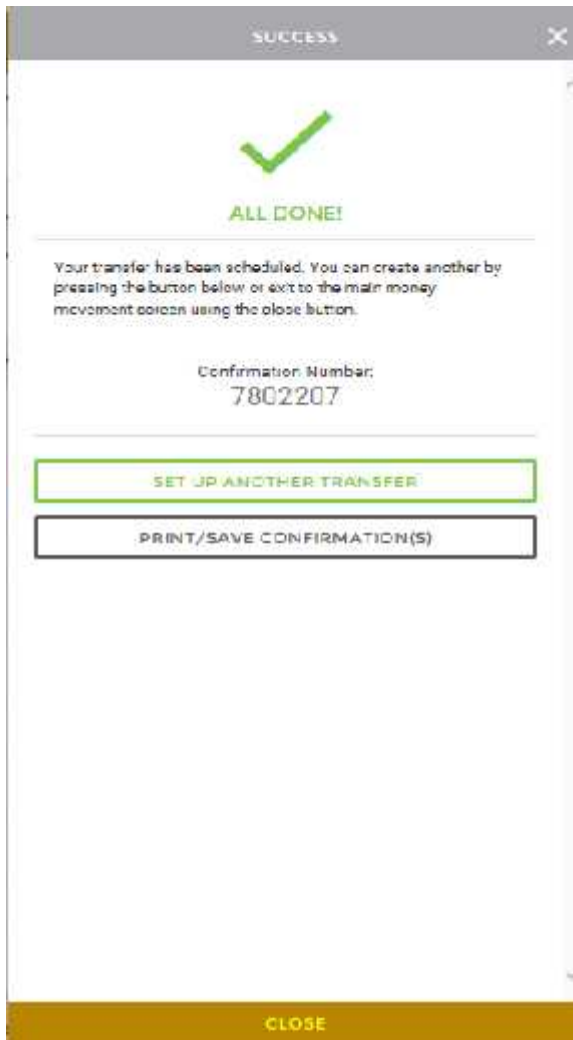 SUCCESS
ALL DONE!
Your transfer has been scheduled. You can create another by
pressing the button below or exit to the main money
movement screen using the close button.
Confirmation Number:
7802207
SET UP ANOTHER TRANSFER
PRINT/SAVE CONFIRMATION(S)
CLOSE